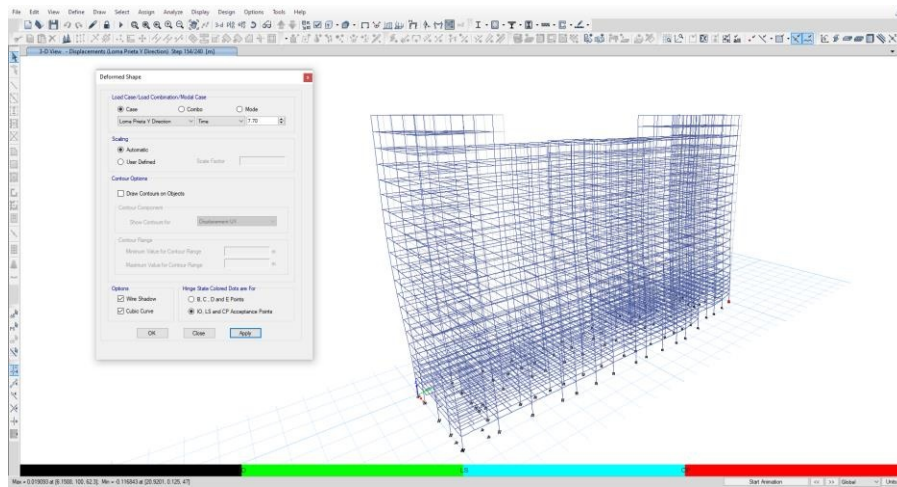 File Edit View Define Draw Select Assign Analyze Display Design Options Tools Help
3-D View - Displacements (Loma Prieta Y Direction) Step 154/240 [m]
Deformed Shape
Load Case/Load Combination/Modal Case
Case Combo Mode
Loma Prieta Y Direction Time 7.70
Scaling
Automatic
User Defined Scale Factor
Contour Options
Draw Contours on Objects
Contour Component
Show Contours for Displacement UX
Contour Range
Minimum Value for Contour Range m
Maximum Value for Contour Range m
Options Hinge State Colored Dots are For
Wire Shadow B, C, D and E Points
Cubic Curve IO, LS and CP Acceptance Points
OK Close Apply
LS
Start Animation << >> Global Units